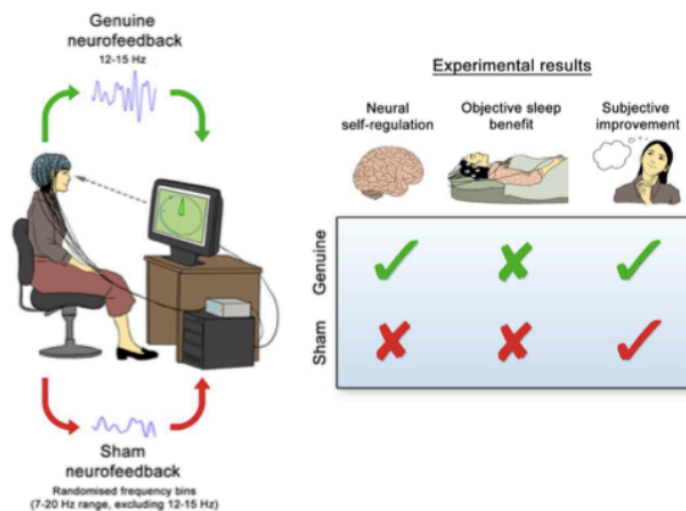 Genuine
neurofeedback
12-15 Hz
Sham
neurofeedback
Randomised frequency bins
(7-20 Hz range, excluding 12-15 Hz)
Experimental results
Neural
self-regulation
Objective sleep
benefit
Subjective
improvement
Genuine
Sham